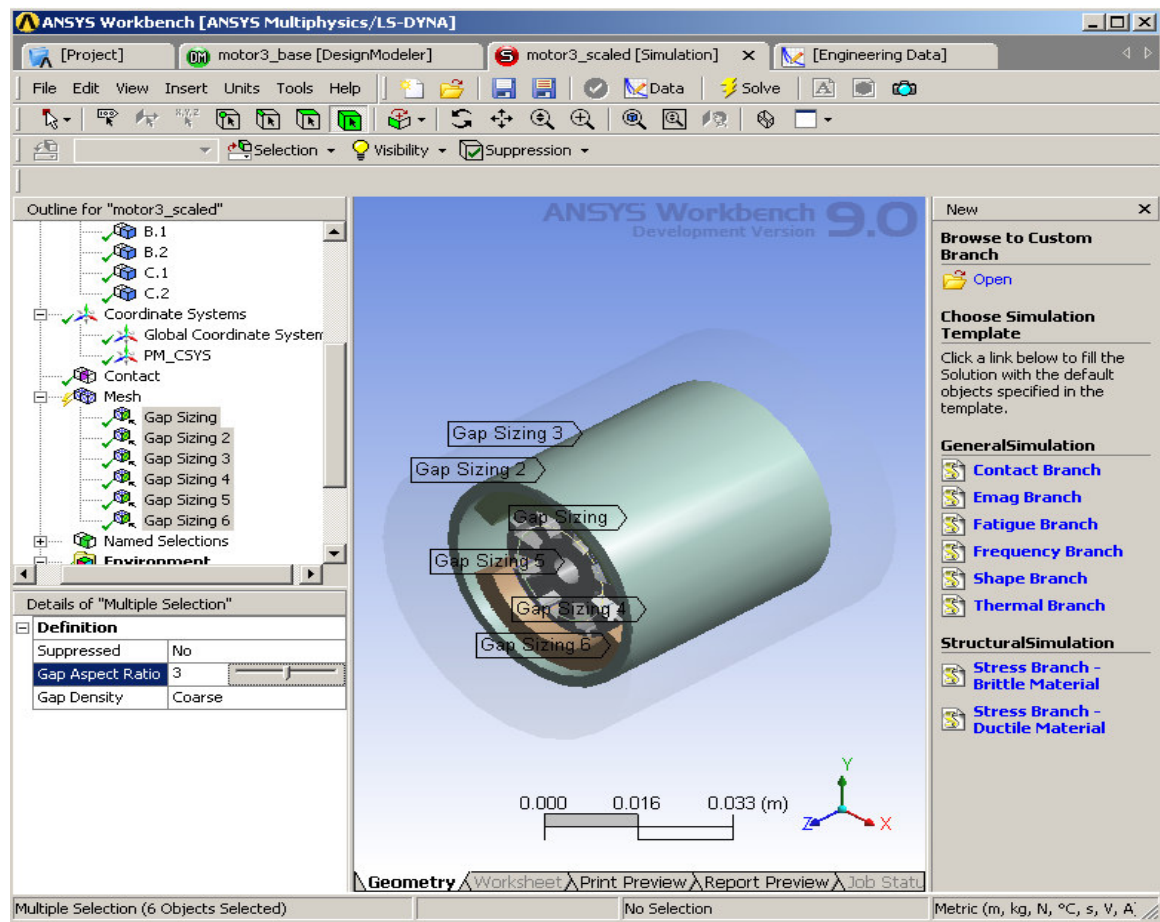 ANSYS Workbench [ANSYS Multiphysics/LS-DYNA]
[Project] motor3_base [DesignModeler] motor3_scaled [Simulation] [Engineering Data]
File Edit View Insert Units Tools Help Data Solve
Selection Visibility Suppression
Outline for "motor3_scaled"
B.1
B.2
C.1
C.2
Coordinate Systems
Global Coordinate System
PM_CSYS
Contact
Mesh
Gap Sizing
Gap Sizing 2
Gap Sizing 3
Gap Sizing 4
Gap Sizing 5
Gap Sizing 6
Named Selections
Environment
Details of "Multiple Selection"
Definition
Suppressed No
Gap Aspect Ratio 3
Gap Density Coarse
ANSYS Workbench 9.0
Development Version
Gap Sizing 3
Gap Sizing 2
Gap Sizing
Gap Sizing 5
Gap Sizing 4
Gap Sizing 6
0.000 0.016 0.033 (m)
Y
Z X
Geometry Worksheet Print Preview Report Preview Job Statu
New
Browse to Custom
Branch
Open
Choose Simulation
Template
Click a link below to fill the
Solution with the default
objects specified in the
template.
GeneralSimulation
Contact Branch
Emag Branch
Fatigue Branch
Frequency Branch
Shape Branch
Thermal Branch
StructuralSimulation
Stress Branch -
Brittle Material
Stress Branch -
Ductile Material
Multiple Selection (6 Objects Selected) No Selection Metric (m, kg, N, °C, s, V, A)